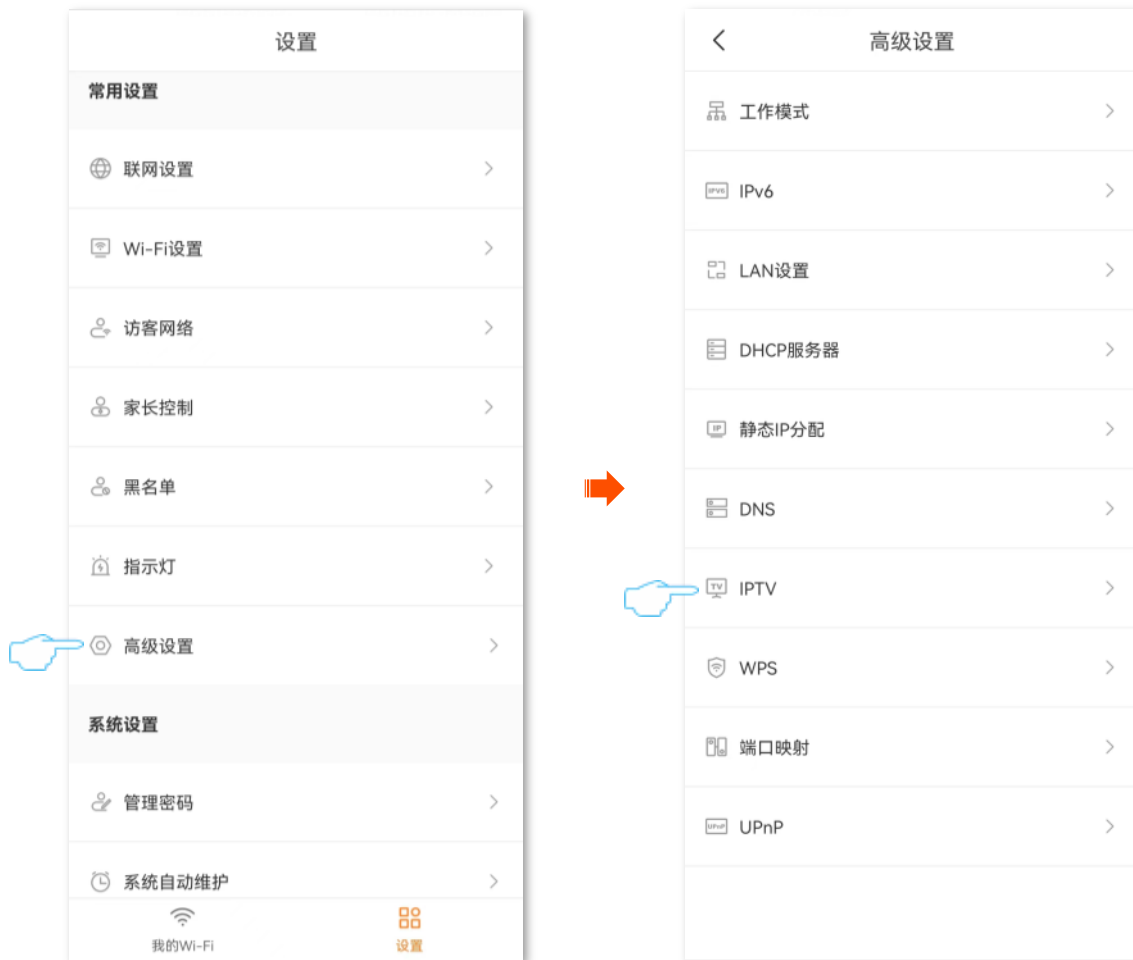 设置
常用设置
联网设置
Wi-Fi设置
访客网络
家长控制
黑名单
指示灯
高级设置
系统设置
管理密码
系统自动维护
我的Wi-Fi
设置
高级设置
工作模式
IPV6 IPv6
LAN设置
DHCP服务器
IP 静态IP分配
DNS
TV IPTV
WPS
端口映射
UPnP UPnP